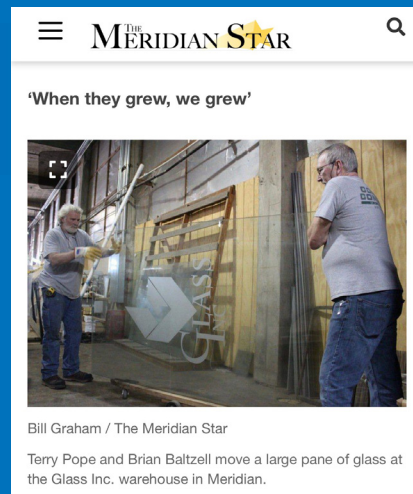 THE
MERIDIAN STAR
‘When they grew, we grew’
GLASS
INC
Bill Graham / The Meridian Star
Terry Pope and Brian Baltzell move a large pane of glass at
the Glass Inc. warehouse in Meridian.